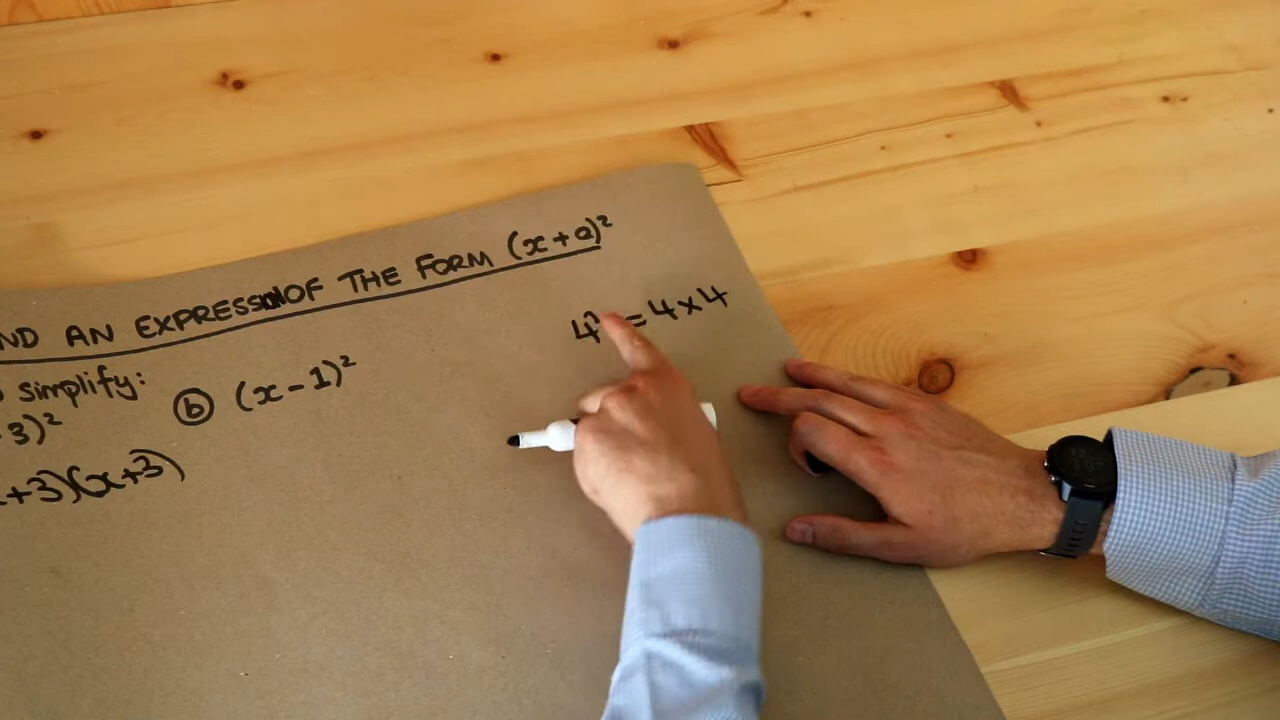 ND AN EXPRESSION OF THE FORM (x+a)²
4² = 4×4
simplify:
+3)² ⓑ (x-1)²
+3)(x+3)